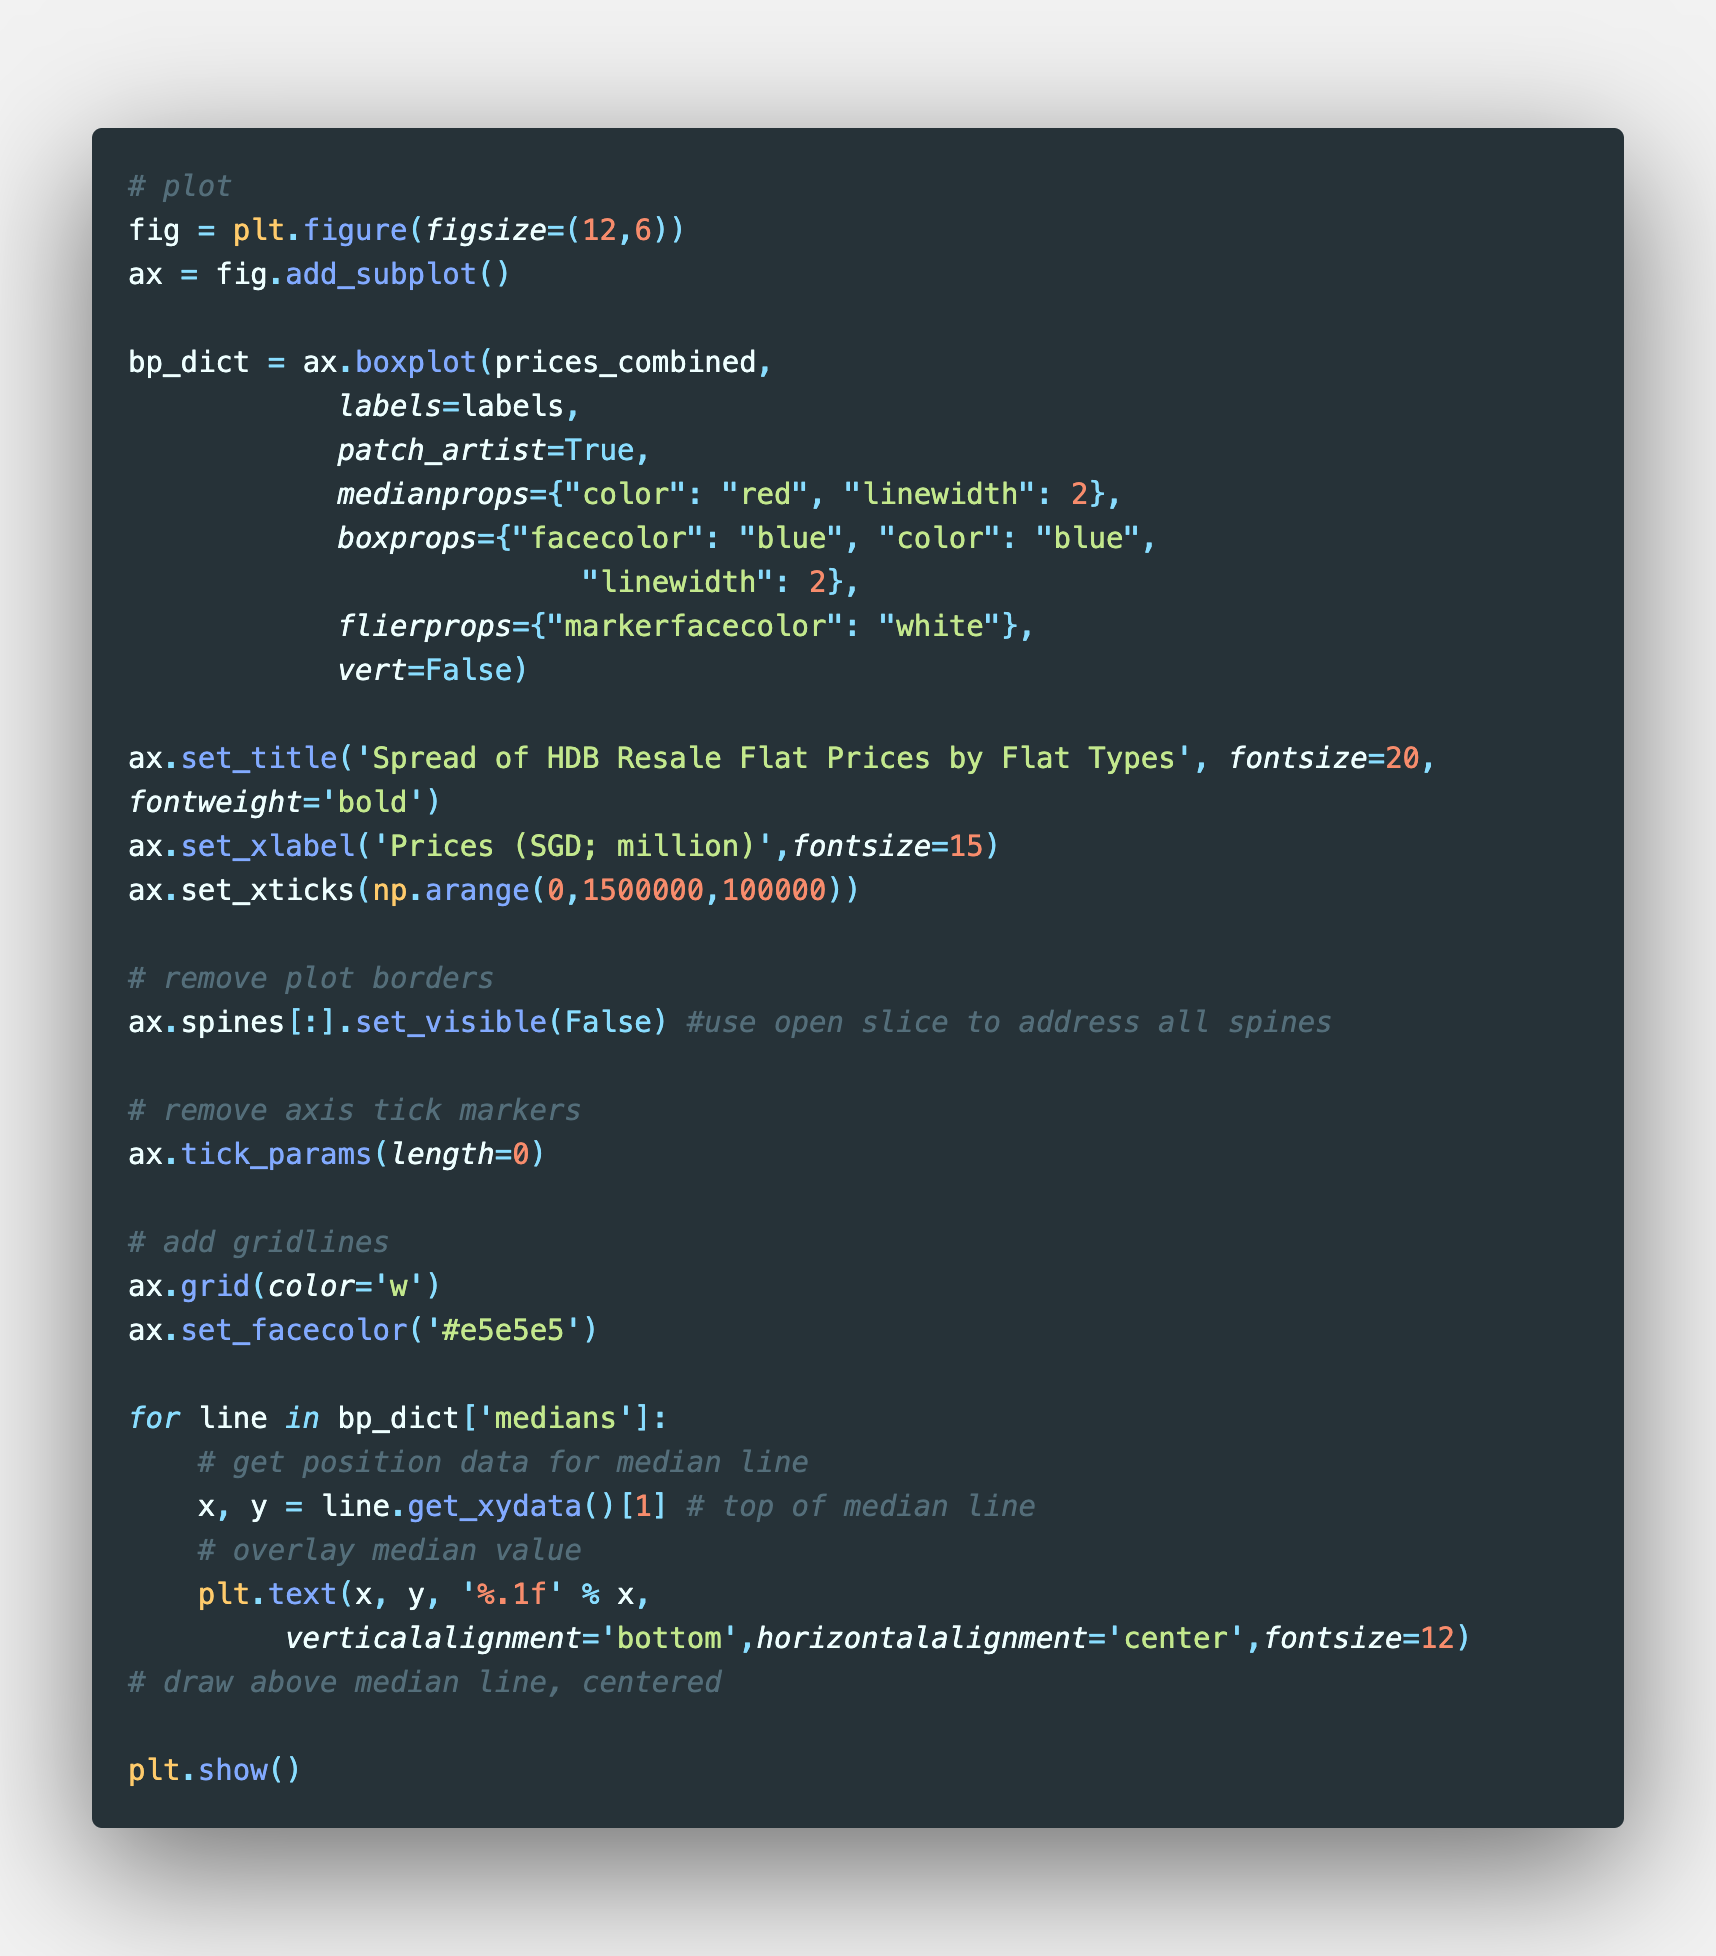 # plot
fig = plt.figure(figsize=(12,6))
ax = fig.add_subplot()

bp_dict = ax.boxplot(prices_combined,
            labels=labels,
            patch_artist=True,
            medianprops={"color": "red", "linewidth": 2},
            boxprops={"facecolor": "blue", "color": "blue",
                          "linewidth": 2},
            flierprops={"markerfacecolor": "white"},
            vert=False)

ax.set_title('Spread of HDB Resale Flat Prices by Flat Types', fontsize=20,
fontweight='bold')
ax.set_xlabel('Prices (SGD; million)',fontsize=15)
ax.set_xticks(np.arange(0,1500000,100000))

# remove plot borders
ax.spines[:].set_visible(False) #use open slice to address all spines

# remove axis tick markers
ax.tick_params(length=0)

# add gridlines
ax.grid(color='w')
ax.set_facecolor('#e5e5e5')

for line in bp_dict['medians']:
    # get position data for median line
    x, y = line.get_xydata()[1] # top of median line
    # overlay median value
    plt.text(x, y, '%.1f' % x,
         verticalalignment='bottom',horizontalalignment='center',fontsize=12)
# draw above median line, centered

plt.show()